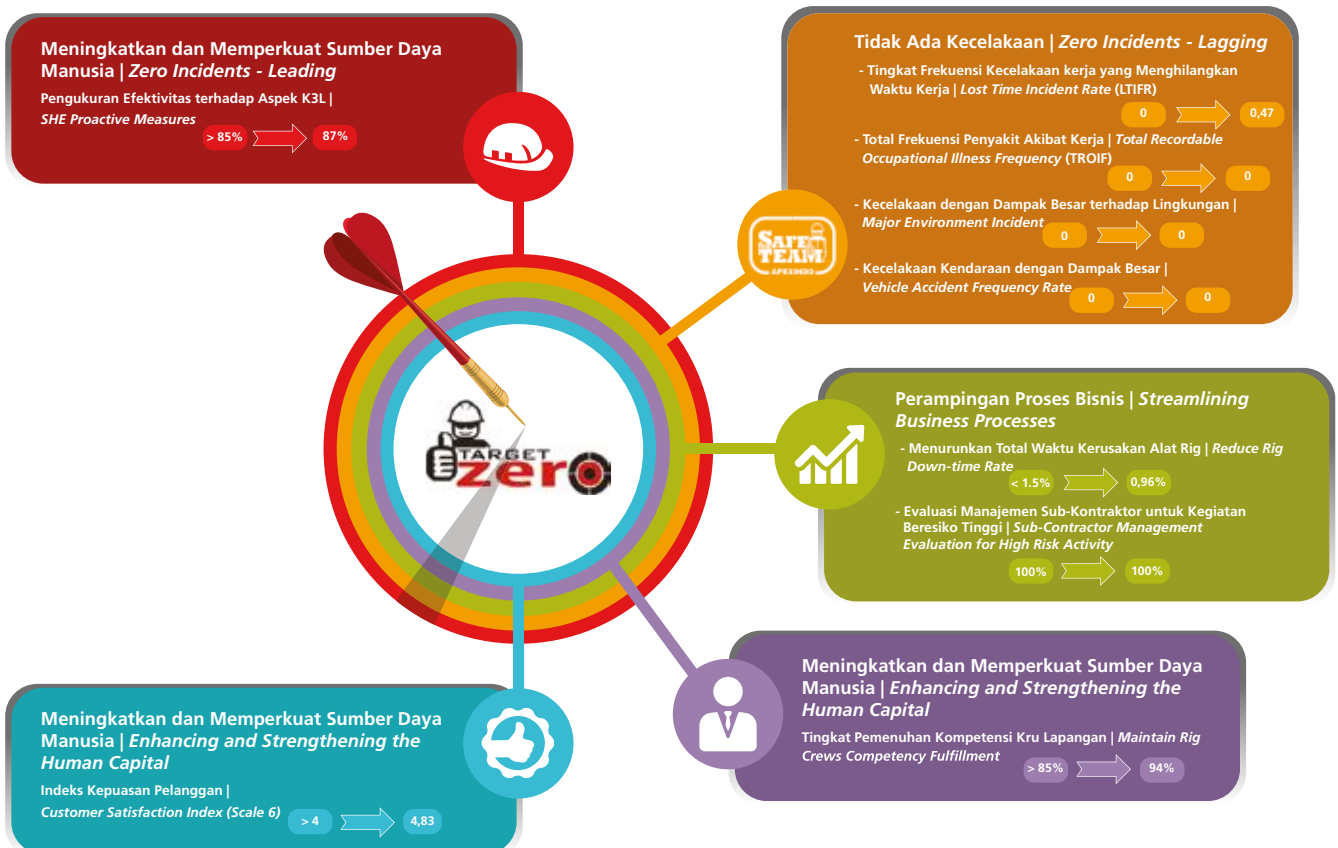 Meningkatkan dan Memperkuat Sumber Daya
Manusia | Zero Incidents - Leading
Pengukuran Efektivitas terhadap Aspek K3L |
SHE Proactive Measures
> 85% 87%
Tidak Ada Kecelakaan | Zero Incidents - Lagging
- Tingkat Frekuensi Kecelakaan kerja yang Menghilangkan
Waktu Kerja | Lost Time Incident Rate (LTIFR)
0 0,47
- Total Frekuensi Penyakit Akibat Kerja | Total Recordable
Occupational Illness Frequency (TROIF)
0 0
- Kecelakaan dengan Dampak Besar terhadap Lingkungan |
Major Environment Incident
0 0
- Kecelakaan Kendaraan dengan Dampak Besar |
Vehicle Accident Frequency Rate
0 0
SAFE
TEAM
APEXINDO
TARGET
zero
Perampingan Proses Bisnis | Streamlining
Business Processes
- Menurunkan Total Waktu Kerusakan Alat Rig | Reduce Rig
Down-time Rate
< 1.5% 0,96%
- Evaluasi Manajemen Sub-Kontraktor untuk Kegiatan
Beresiko Tinggi | Sub-Contractor Management
Evaluation for High Risk Activity
100% 100%
Meningkatkan dan Memperkuat Sumber Daya
Manusia | Enhancing and Strengthening the
Human Capital
Tingkat Pemenuhan Kompetensi Kru Lapangan | Maintain Rig
Crews Competency Fulfillment
> 85% 94%
Meningkatkan dan Memperkuat Sumber Daya
Manusia | Enhancing and Strengthening the
Human Capital
Indeks Kepuasan Pelanggan |
Customer Satisfaction Index (Scale 6)
> 4 4,83